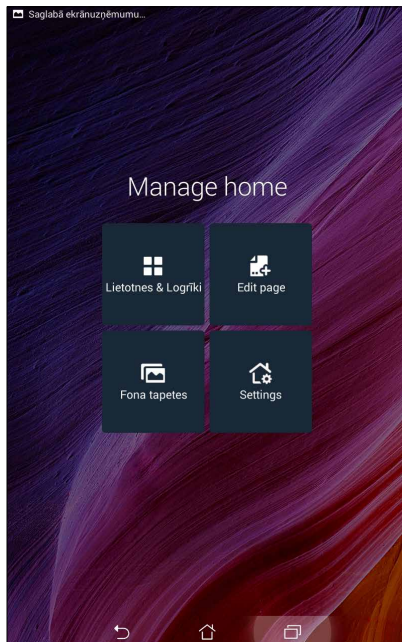 Saglabā ekrānuzņēmumu...
Manage home
Lietotnes & Logrīki
Edit page
Fona tapetes
Settings